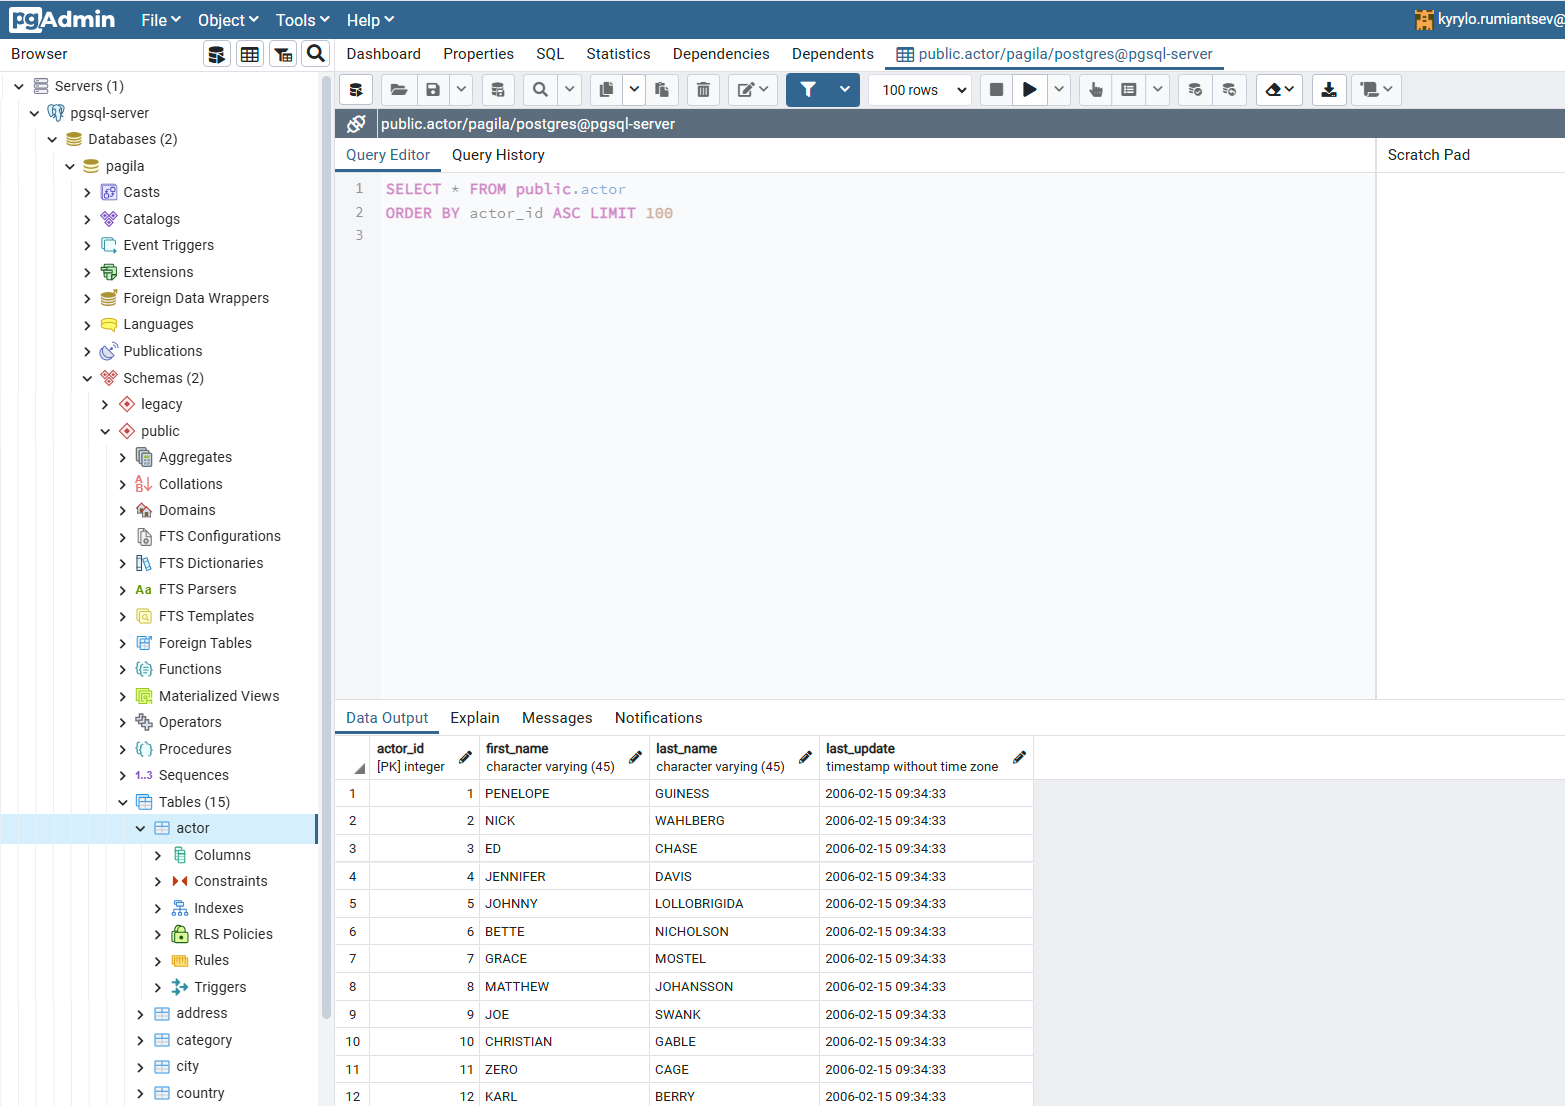 pgAdmin File Object Tools Help kyrylo.rumiantsev@
Browser
Dashboard Properties SQL Statistics Dependencies Dependents public.actor/pagila/postgres@pgsql-server
100 rows
public.actor/pagila/postgres@pgsql-server
Servers (1)
pgsql-server
Databases (2)
pagila
Casts
Catalogs
Event Triggers
Extensions
Foreign Data Wrappers
Languages
Publications
Schemas (2)
legacy
public
Aggregates
Collations
Domains
FTS Configurations
FTS Dictionaries
Aa FTS Parsers
FTS Templates
Foreign Tables
Functions
Materialized Views
Operators
Procedures
1..3 Sequences
Tables (15)
actor
Columns
Constraints
Indexes
RLS Policies
Rules
Triggers
address
category
city
country
Query Editor Query History
Scratch Pad
1 SELECT * FROM public.actor
2 ORDER BY actor_id ASC LIMIT 100
3
Data Output Explain Messages Notifications
actor_id first_name last_name last_update
[PK] integer character varying (45) character varying (45) timestamp without time zone
1 1 PENELOPE GUINESS 2006-02-15 09:34:33
2 2 NICK WAHLBERG 2006-02-15 09:34:33
3 3 ED CHASE 2006-02-15 09:34:33
4 4 JENNIFER DAVIS 2006-02-15 09:34:33
5 5 JOHNNY LOLLOBRIGIDA 2006-02-15 09:34:33
6 6 BETTE NICHOLSON 2006-02-15 09:34:33
7 7 GRACE MOSTEL 2006-02-15 09:34:33
8 8 MATTHEW JOHANSSON 2006-02-15 09:34:33
9 9 JOE SWANK 2006-02-15 09:34:33
10 10 CHRISTIAN GABLE 2006-02-15 09:34:33
11 11 ZERO CAGE 2006-02-15 09:34:33
12 12 KARL BERRY 2006-02-15 09:34:33